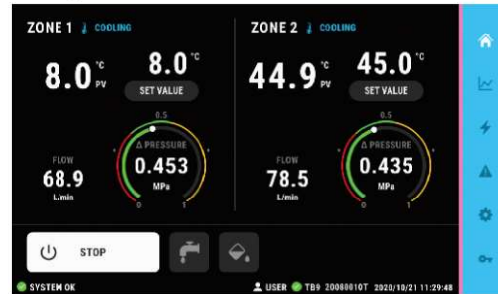 ZONE 1 COOLING
8.0 °C PV
8.0 °C
SET VALUE
0.5
Δ PRESSURE
0.453
MPa
0 1
FLOW
68.9
L/min
ZONE 2 COOLING
44.9 °C PV
45.0 °C
SET VALUE
0.5
Δ PRESSURE
0.435
MPa
0 1
FLOW
78.5
L/min
STOP
SYSTEM OK
USER TB9 2020/10/21 11:29:48